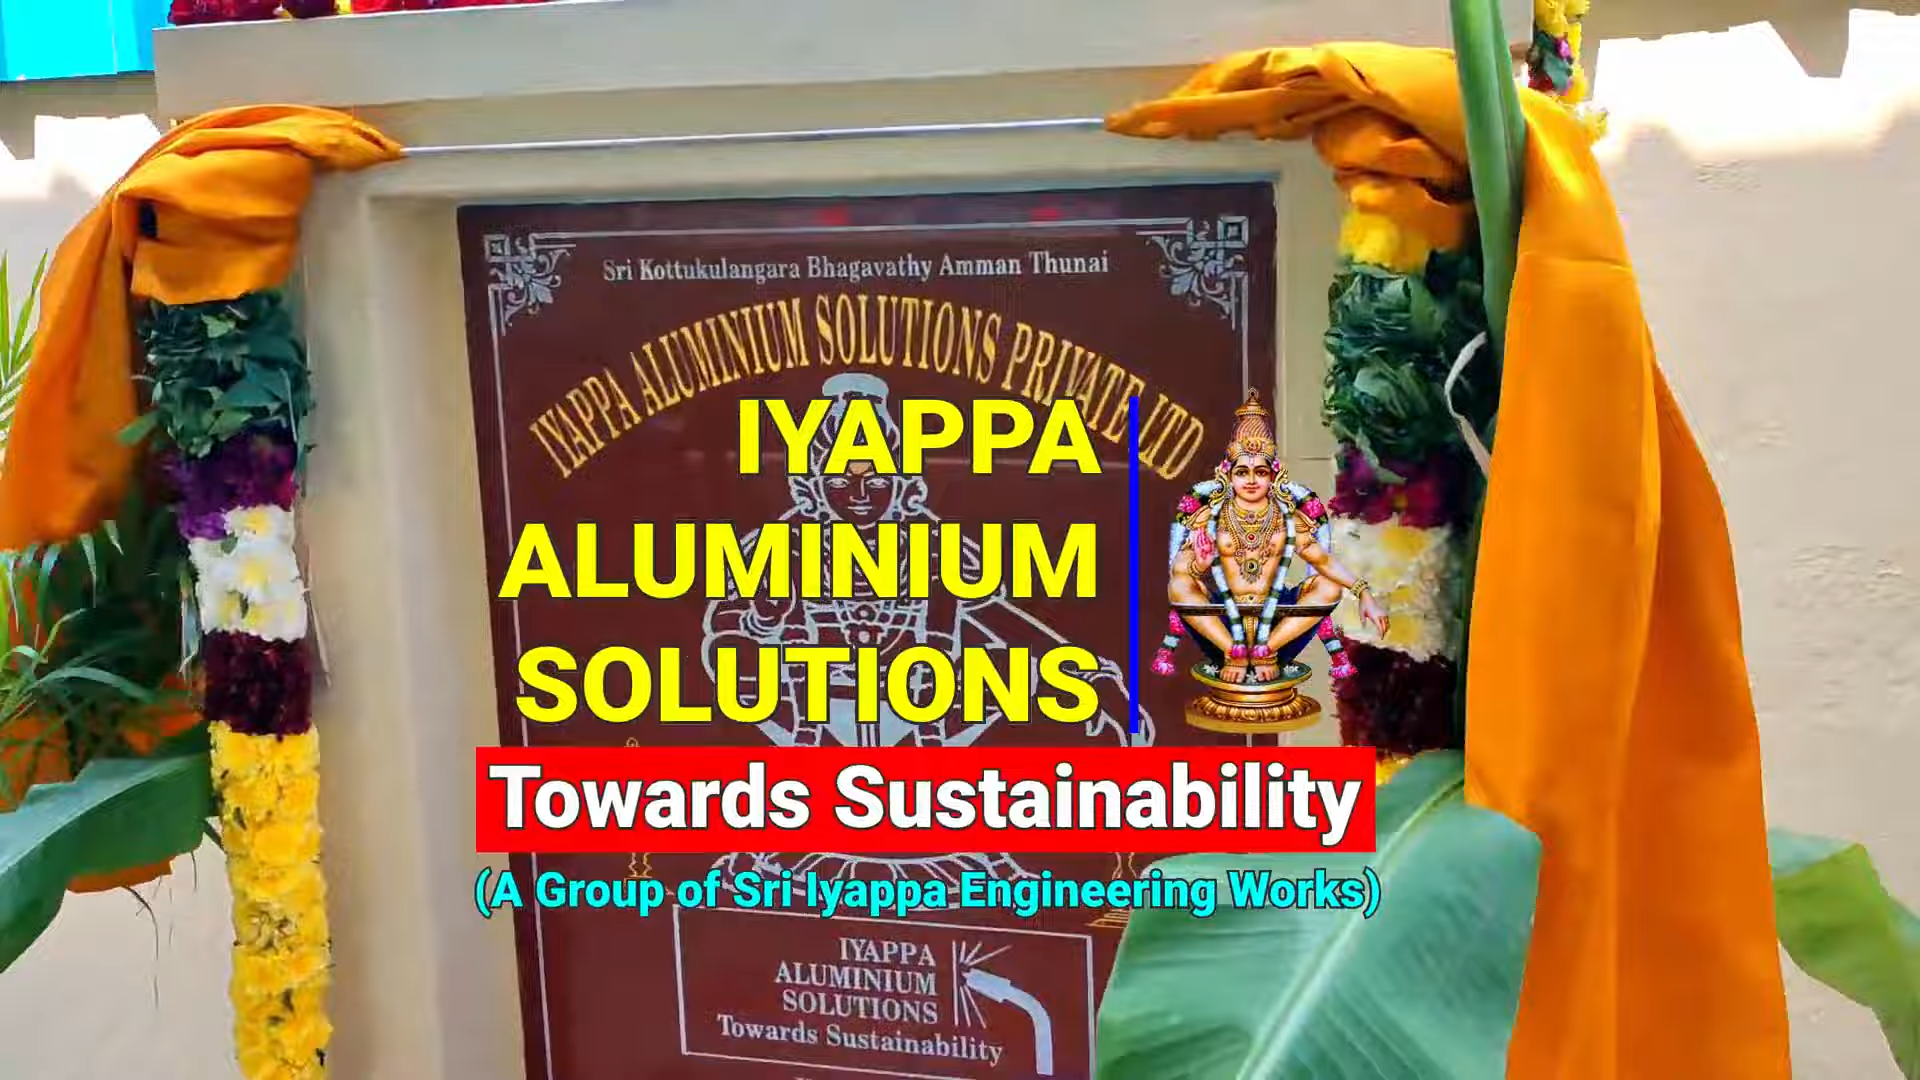 Sri Kottukulangara Bhagavathy Amman Thunai
IYAPPA ALUMINIUM SOLUTIONS PRIVATE LTD
IYAPPA
ALUMINIUM
SOLUTIONS
Towards Sustainability
(A Group of Sri Iyappa Engineering Works)
IYAPPA
ALUMINIUM
SOLUTIONS
Towards Sustainability